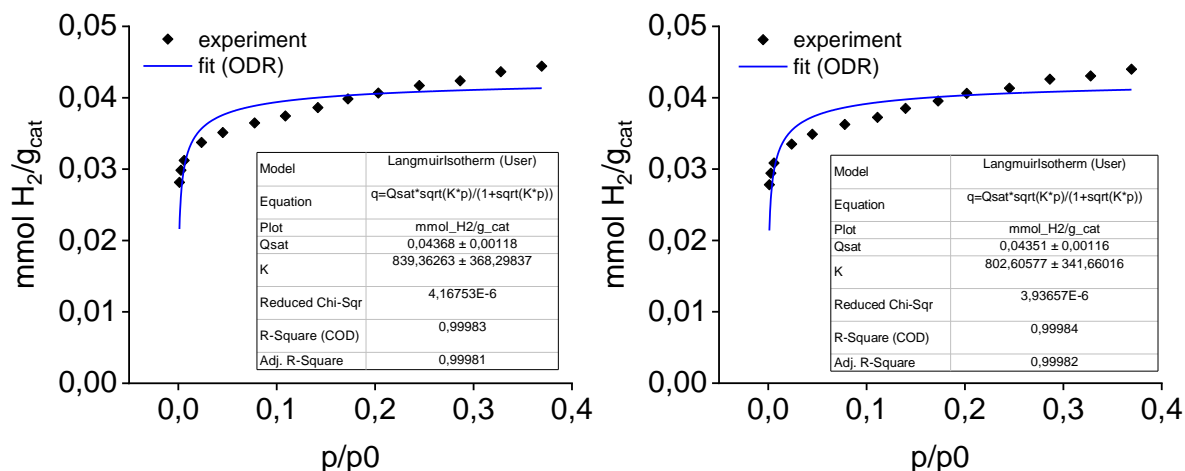 0,05
0,04
0,03
0,02
0,01
0,00
mmol H2/gcat
experiment
fit (ODR)
Model LangmuirIsotherm (User)
Equation q=Qsat*sqrt(K*p)/(1+sqrt(K*p))
Plot mmol_H2/g_cat
Qsat 0,04368 ± 0,00118
K 839,36263 ± 368,29837
Reduced Chi-Sqr 4,16753E-6
R-Square (COD) 0,99983
Adj. R-Square 0,99981
0,0 0,1 0,2 0,3 0,4
p/p0
0,05
0,04
0,03
0,02
0,01
0,00
mmol H2/gcat
experiment
fit (ODR)
Model LangmuirIsotherm (User)
Equation q=Qsat*sqrt(K*p)/(1+sqrt(K*p))
Plot mmol_H2/g_cat
Qsat 0,04351 ± 0,00116
K 802,60577 ± 341,66016
Reduced Chi-Sqr 3,93657E-6
R-Square (COD) 0,99984
Adj. R-Square 0,99982
0,0 0,1 0,2 0,3 0,4
p/p0